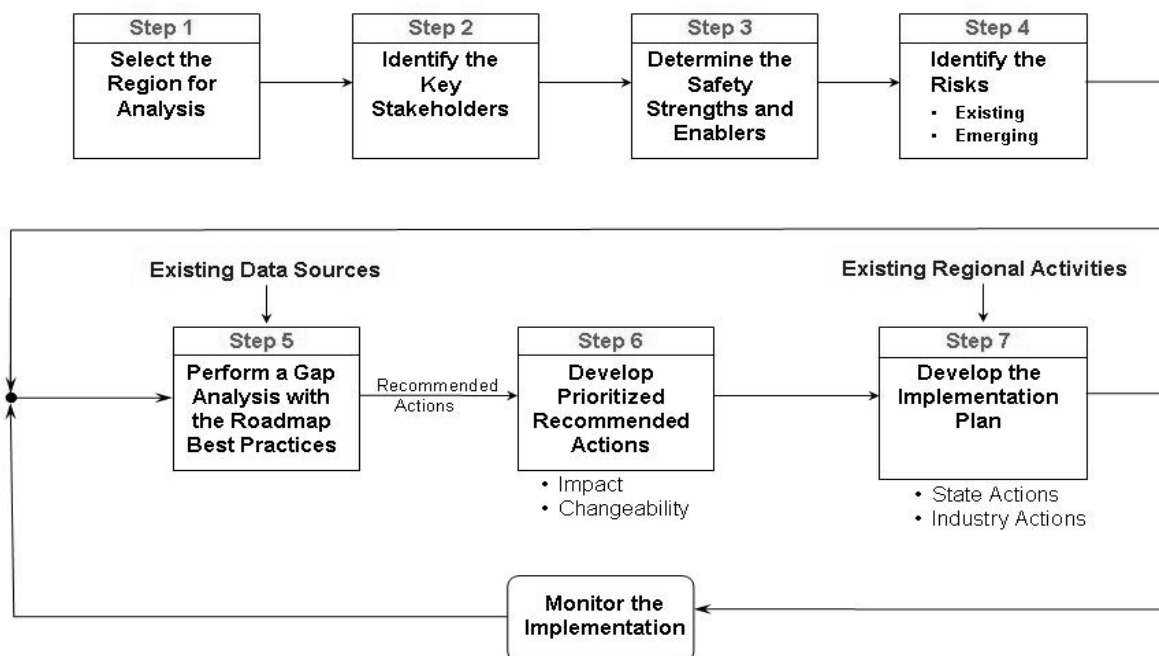 Step 1
Select the
Region for
Analysis
Step 2
Identify the
Key
Stakeholders
Step 3
Determine the
Safety
Strengths and
Enablers
Step 4
Identify the
Risks
▪ Existing
▪ Emerging
Existing Data Sources
Step 5
Perform a Gap
Analysis with
the Roadmap
Best Practices
Recommended
Actions
Step 6
Develop
Prioritized
Recommended
Actions
• Impact
• Changeability
Existing Regional Activities
Step 7
Develop the
Implementation
Plan
• State Actions
• Industry Actions
Monitor the
Implementation